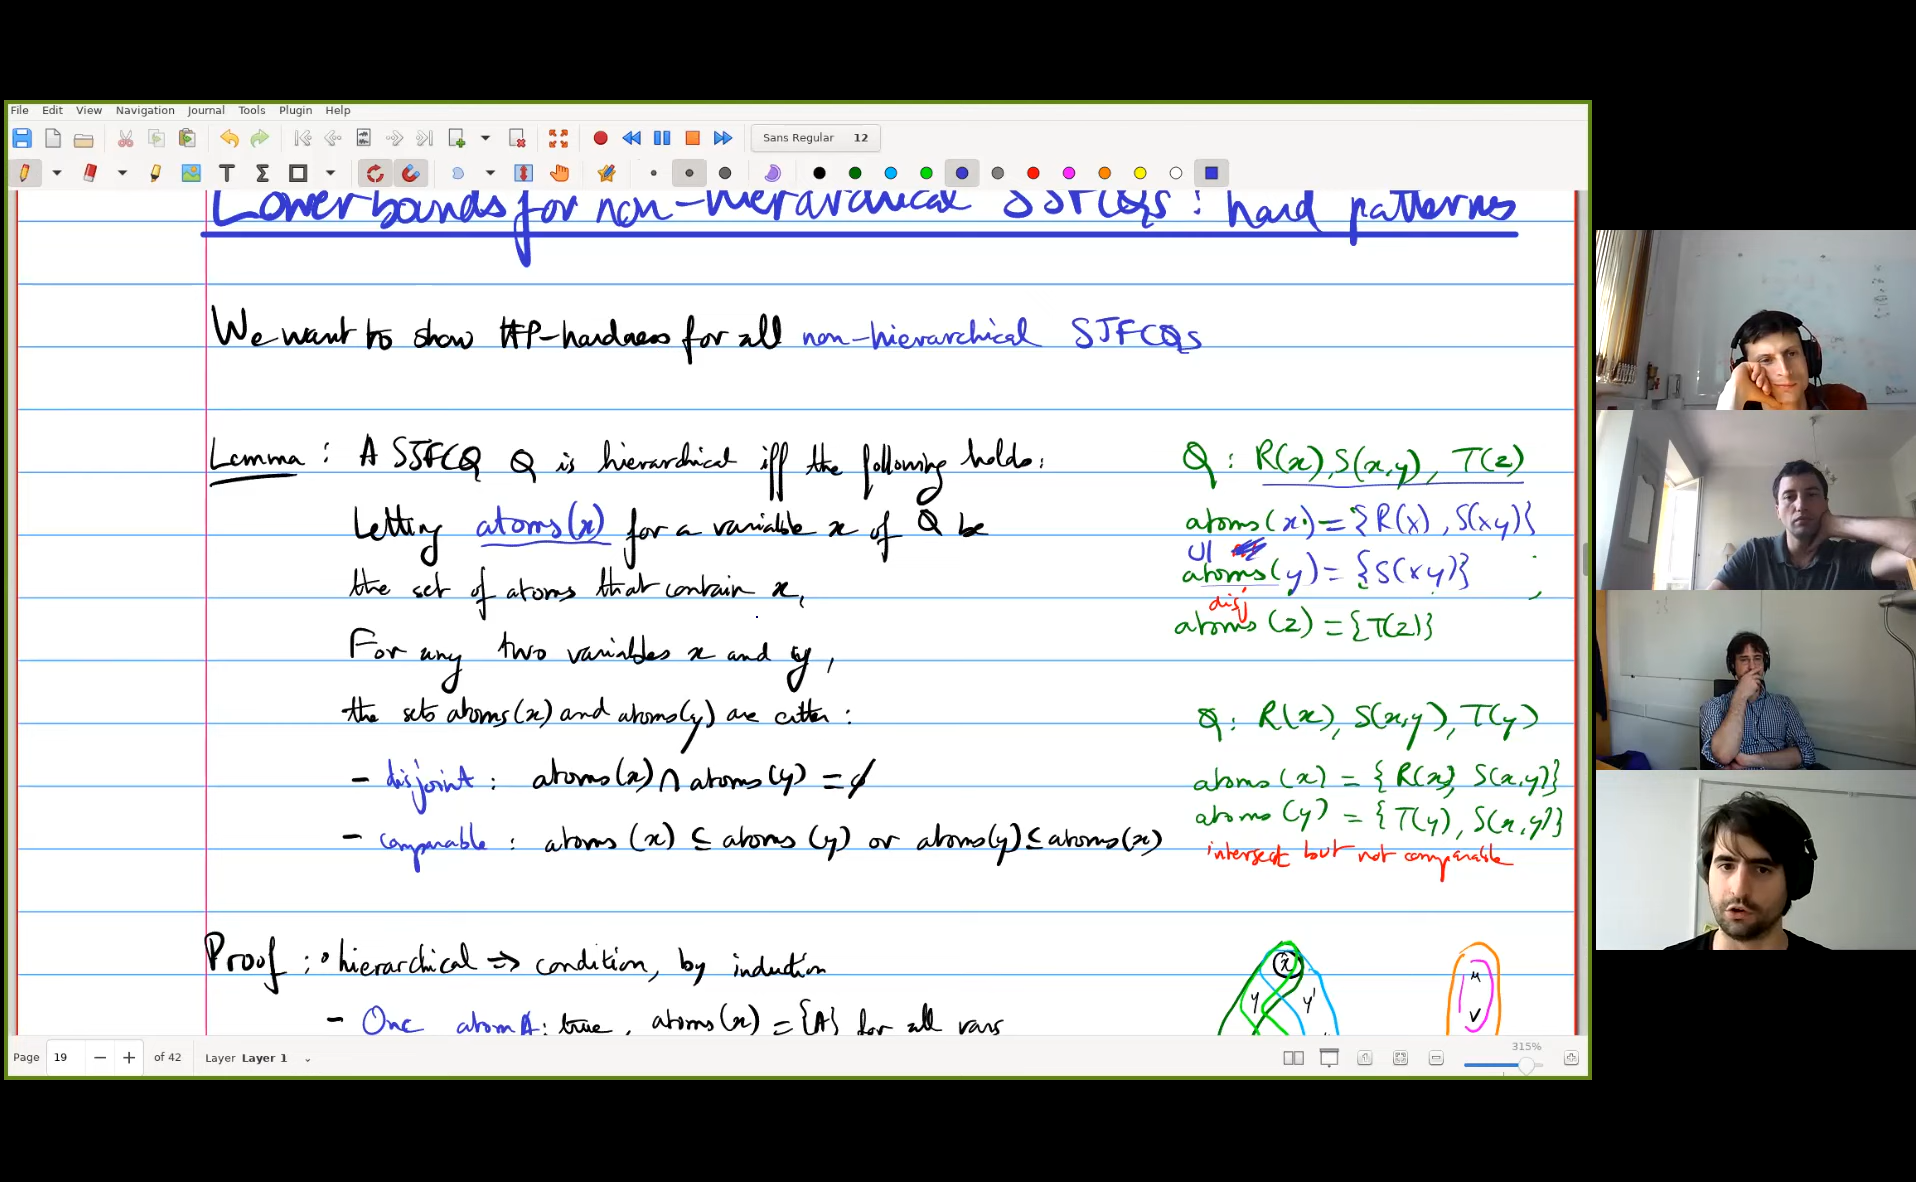 File Edit View Navigation Journal Tools Plugin Help
Sans Regular 12
Lower bounds for non-hierarchical SJFCQs : hard patterns
We want to show #P-hardness for all non-hierarchical SJFCQs
Lemma : A SJFCQ Q is hierarchical iff the following holds:
Letting atoms(x) for a variable x of Q be
the set of atoms that contain x,
For any two variables x and y,
the sets atoms(x) and atoms(y) are either :
- disjoint : atoms(x) ∩ atoms(y) = ∅
- comparable : atoms(x) ⊆ atoms(y) or atoms(y) ⊆ atoms(x)
Q : R(x), S(x,y), T(z)
atoms(x) = {R(x), S(xy)}
UI
atoms(y) = {S(xy)}
disj
atoms(z) = {T(z)}
Q : R(x), S(x,y), T(y)
atoms(x) = {R(x), S(x,y)}
atoms(y) = {T(y), S(x,y)}
intersect but not comparable
Proof : • hierarchical ⇒ condition, by induction
- One atom A : true, atoms(x) = {A} for all vars
x
y y'
u
v
Page 19 of 42 Layer Layer 1 315%